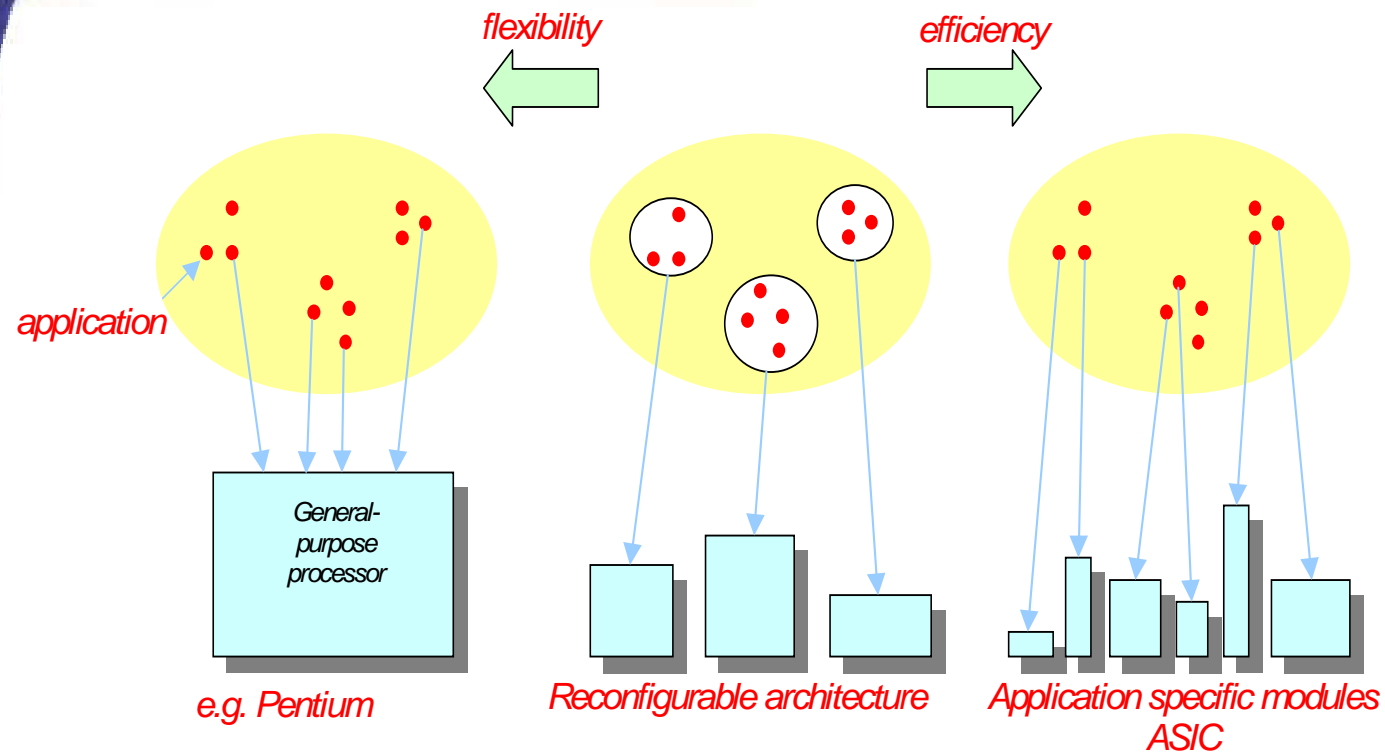 flexibility
efficiency
application
General-
purpose
processor
e.g. Pentium
Reconfigurable architecture
Application specific modules
ASIC